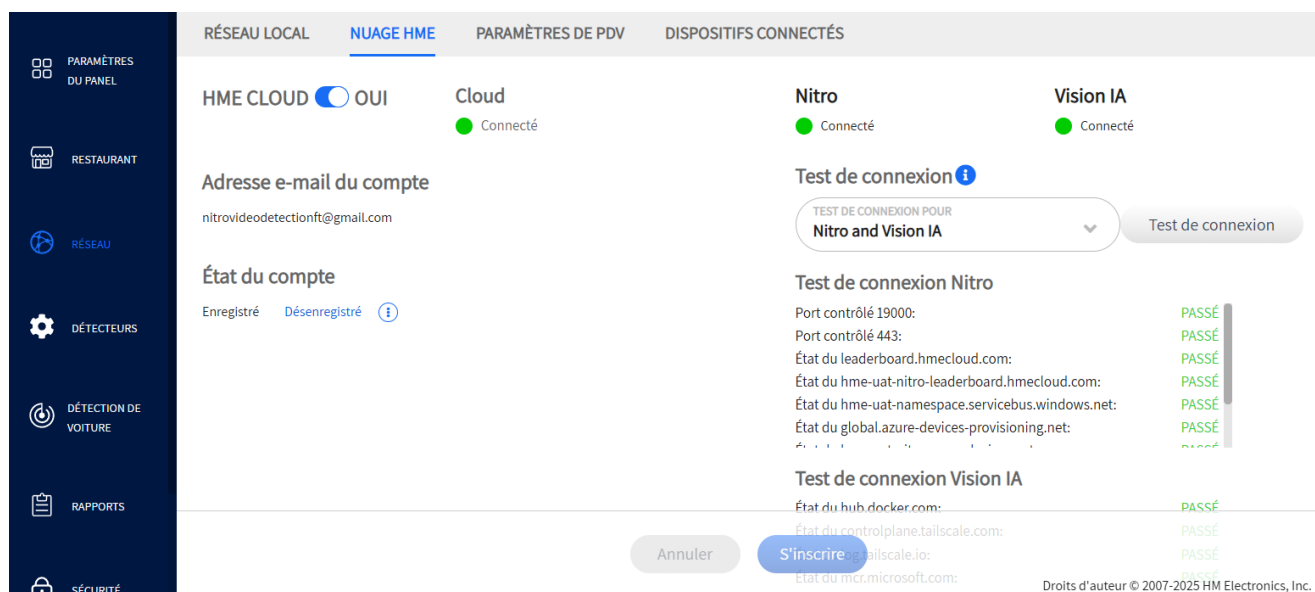 RÉSEAU LOCAL NUAGE HME PARAMÈTRES DE PDV DISPOSITIFS CONNECTÉS
PARAMÈTRES
DU PANEL
RESTAURANT
RÉSEAU
DÉTECTEURS
DÉTECTION DE
VOITURE
RAPPORTS
SÉCURITÉ
HME CLOUD OUI
Cloud
Connecté
Adresse e-mail du compte
nitrovideodetectionft@gmail.com
État du compte
Enregistré Désenregistré
Nitro
Connecté
Vision IA
Connecté
Test de connexion
TEST DE CONNEXION POUR
Nitro and Vision IA
Test de connexion
Test de connexion Nitro
Port contrôlé 19000: PASSÉ
Port contrôlé 443: PASSÉ
État du leaderboard.hmecloud.com: PASSÉ
État du hme-uat-nitro-leaderboard.hmecloud.com: PASSÉ
État du hme-uat-namespace.servicebus.windows.net: PASSÉ
État du global.azure-devices-provisioning.net: PASSÉ
Test de connexion Vision IA
État du hub.docker.com: PASSÉ
État du controlplane.tailscale.com: PASSÉ
tailscale.io: PASSÉ
État du mcr.microsoft.com: PASSÉ
Annuler S'inscrire
Droits d'auteur © 2007-2025 HM Electronics, Inc.